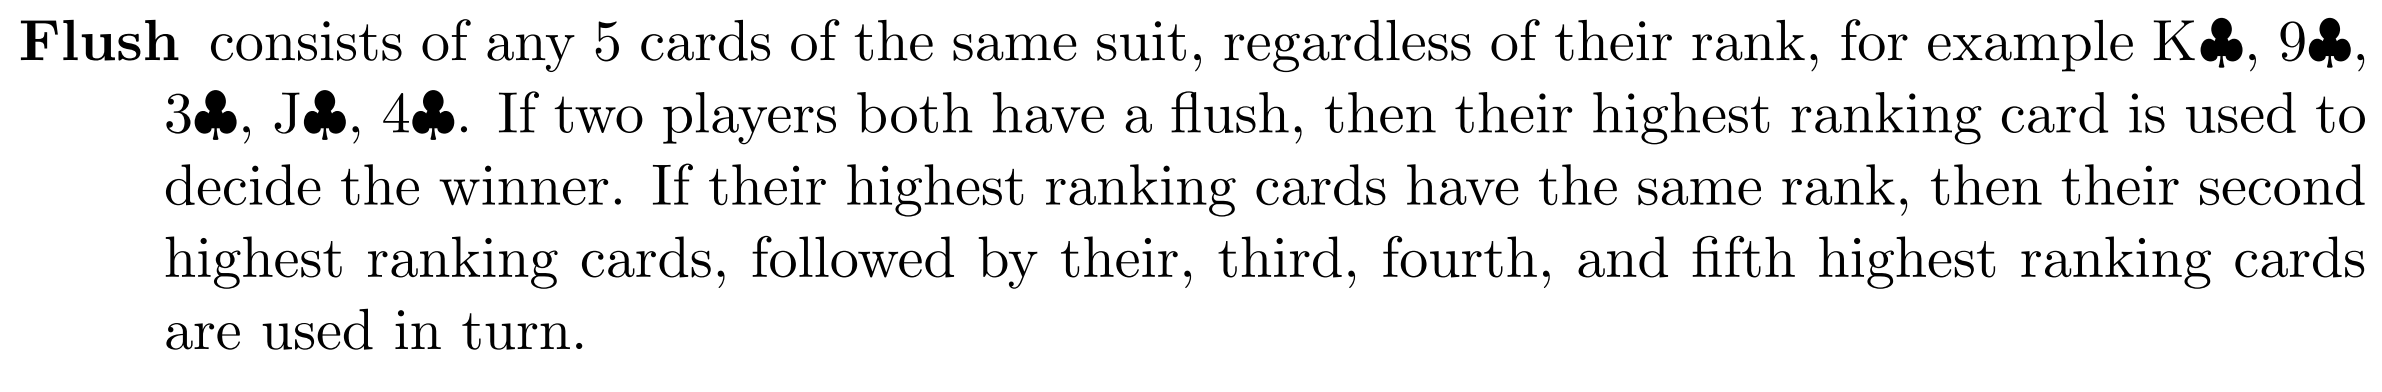 Flush consists of any 5 cards of the same suit, regardless of their rank, for example K♣, 9♣,
3♣, J♣, 4♣. If two players both have a flush, then their highest ranking card is used to
decide the winner. If their highest ranking cards have the same rank, then their second
highest ranking cards, followed by their, third, fourth, and fifth highest ranking cards
are used in turn.